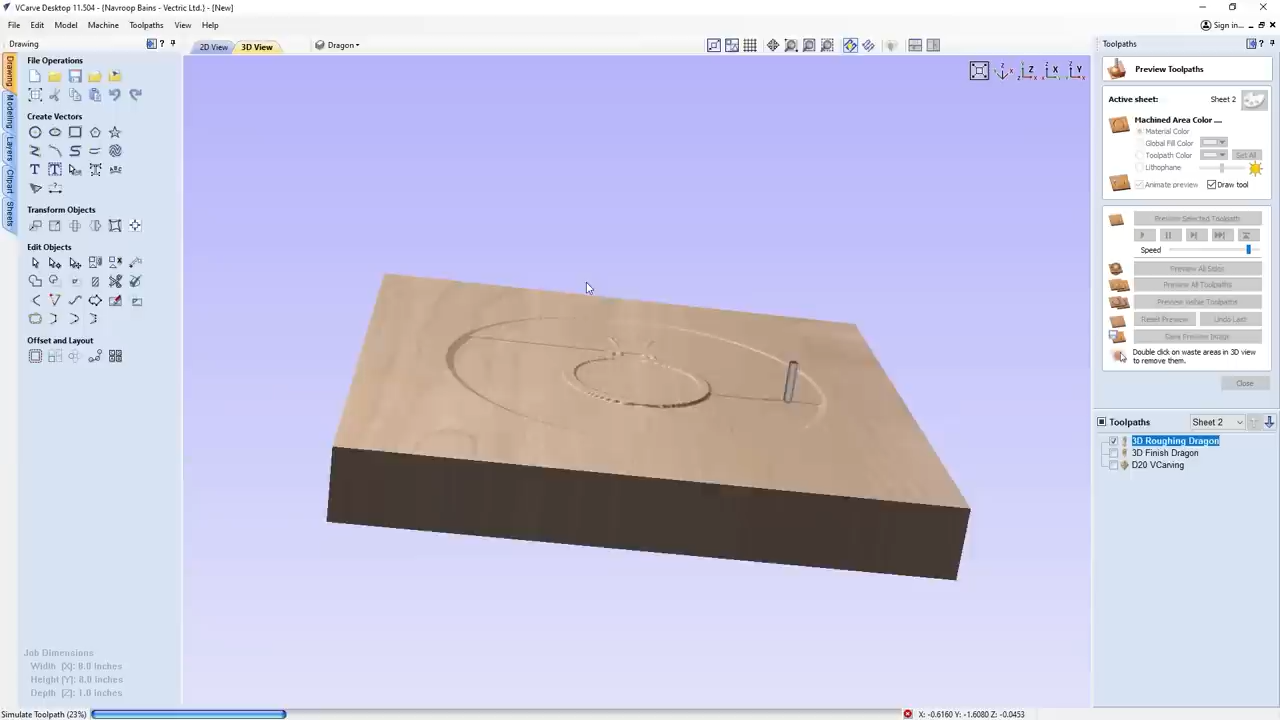 VCarve Desktop 11.504 - {Navroop Bains - Vectric Ltd.} - [New]
File Edit Model Machine Toolpaths View Help
Sign in...
Drawing
2D View 3D View Dragon
Toolpaths
File Operations
Create Vectors
Transform Objects
Edit Objects
Offset and Layout
Drawing
Modeling
Layers
Clipart
Sheets
Job Dimensions
Width [X]: 8.0 Inches
Height [Y]: 8.0 Inches
Depth [Z]: 1.0 Inches
Preview Toolpaths
Active sheet: Sheet 2
Machined Area Color ....
Material Color
Global Fill Color
Toolpath Color Set All
Lithophane
Animate preview Draw tool
Preview Selected Toolpath
Speed
Preview All Sides
Preview All Toolpaths
Preview Visible Toolpaths
Reset Preview Undo Last
Save Preview Image
Double click on waste areas in 3D view
to remove them.
Close
Toolpaths Sheet 2
3D Roughing Dragon
3D Finish Dragon
D20 VCarving
Simulate Toolpath (23%)
X: -0.6160 Y: -1.6080 Z: -0.0453